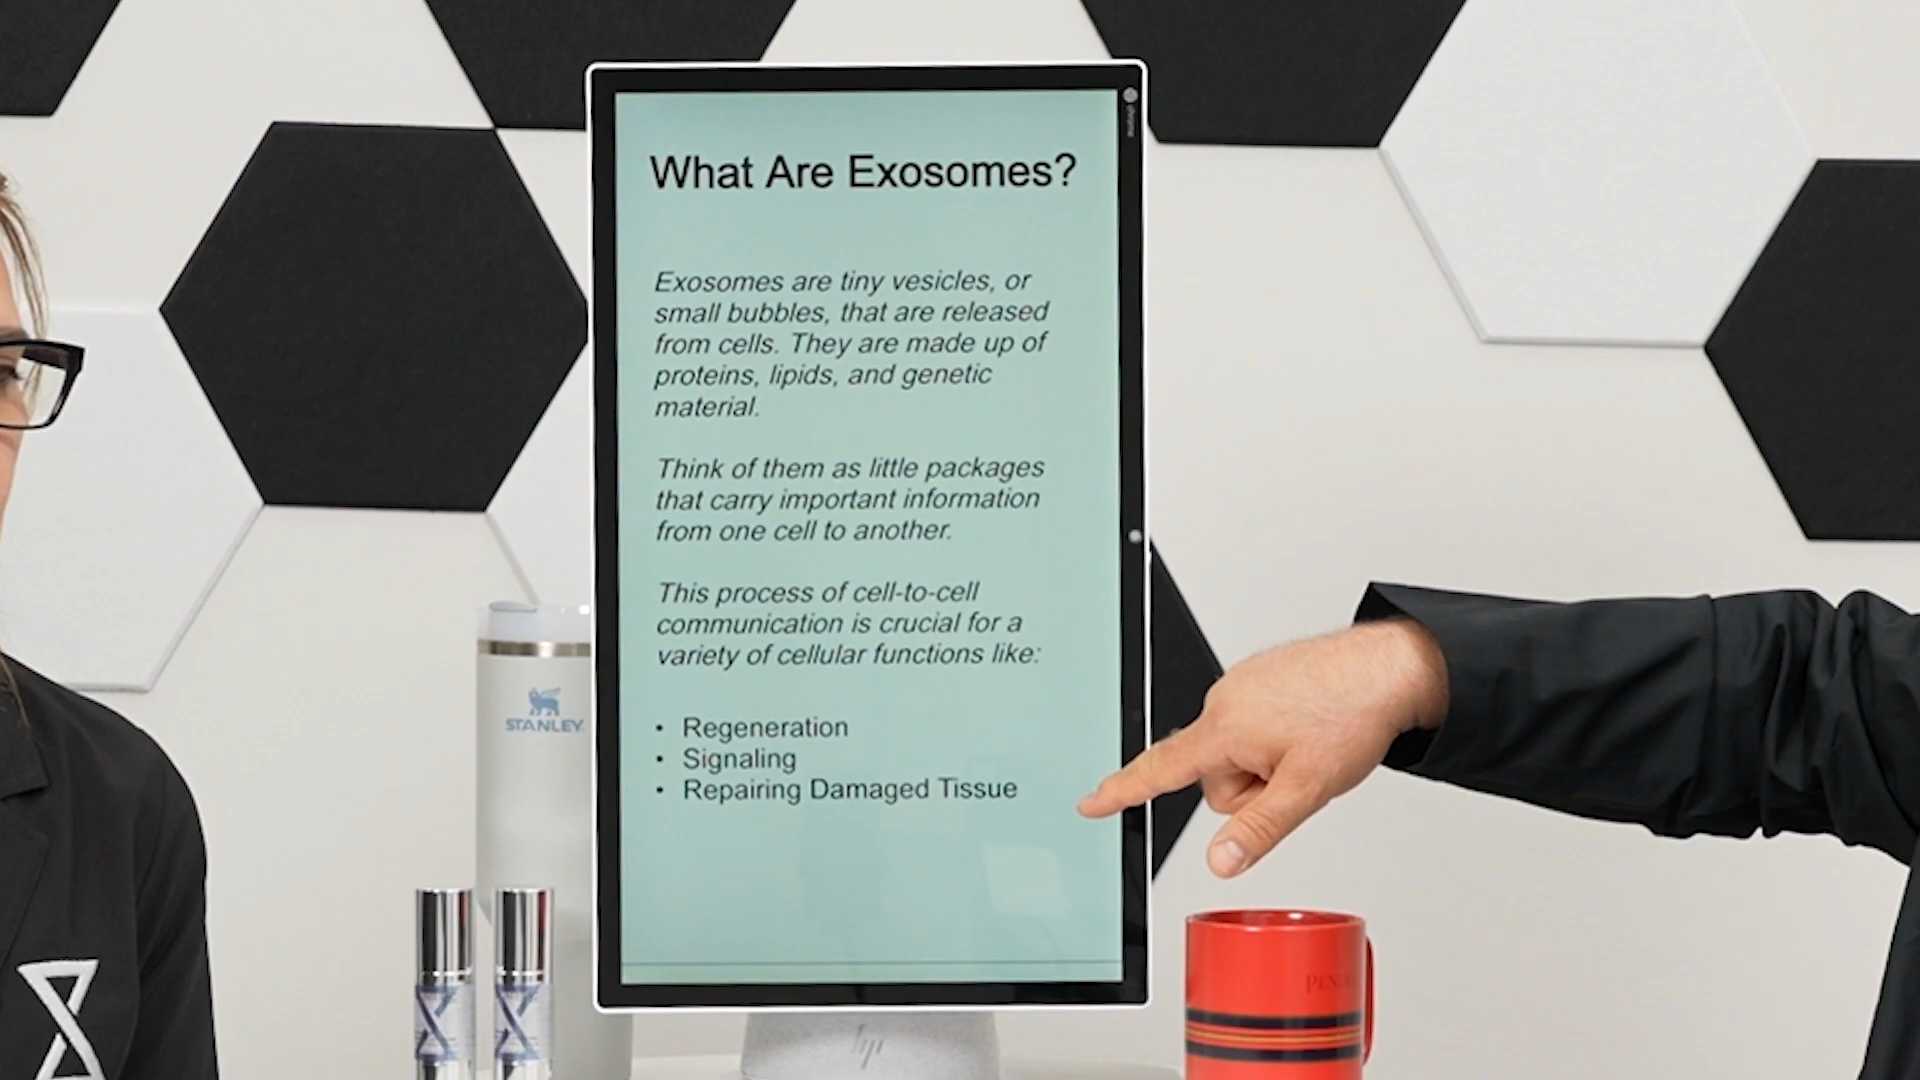 What Are Exosomes?
Exosomes are tiny vesicles, or
small bubbles, that are released
from cells. They are made up of
proteins, lipids, and genetic
material.
Think of them as little packages
that carry important information
from one cell to another.
This process of cell-to-cell
communication is crucial for a
variety of cellular functions like:
• Regeneration
• Signaling
• Repairing Damaged Tissue
chrome
STANLEY
hp